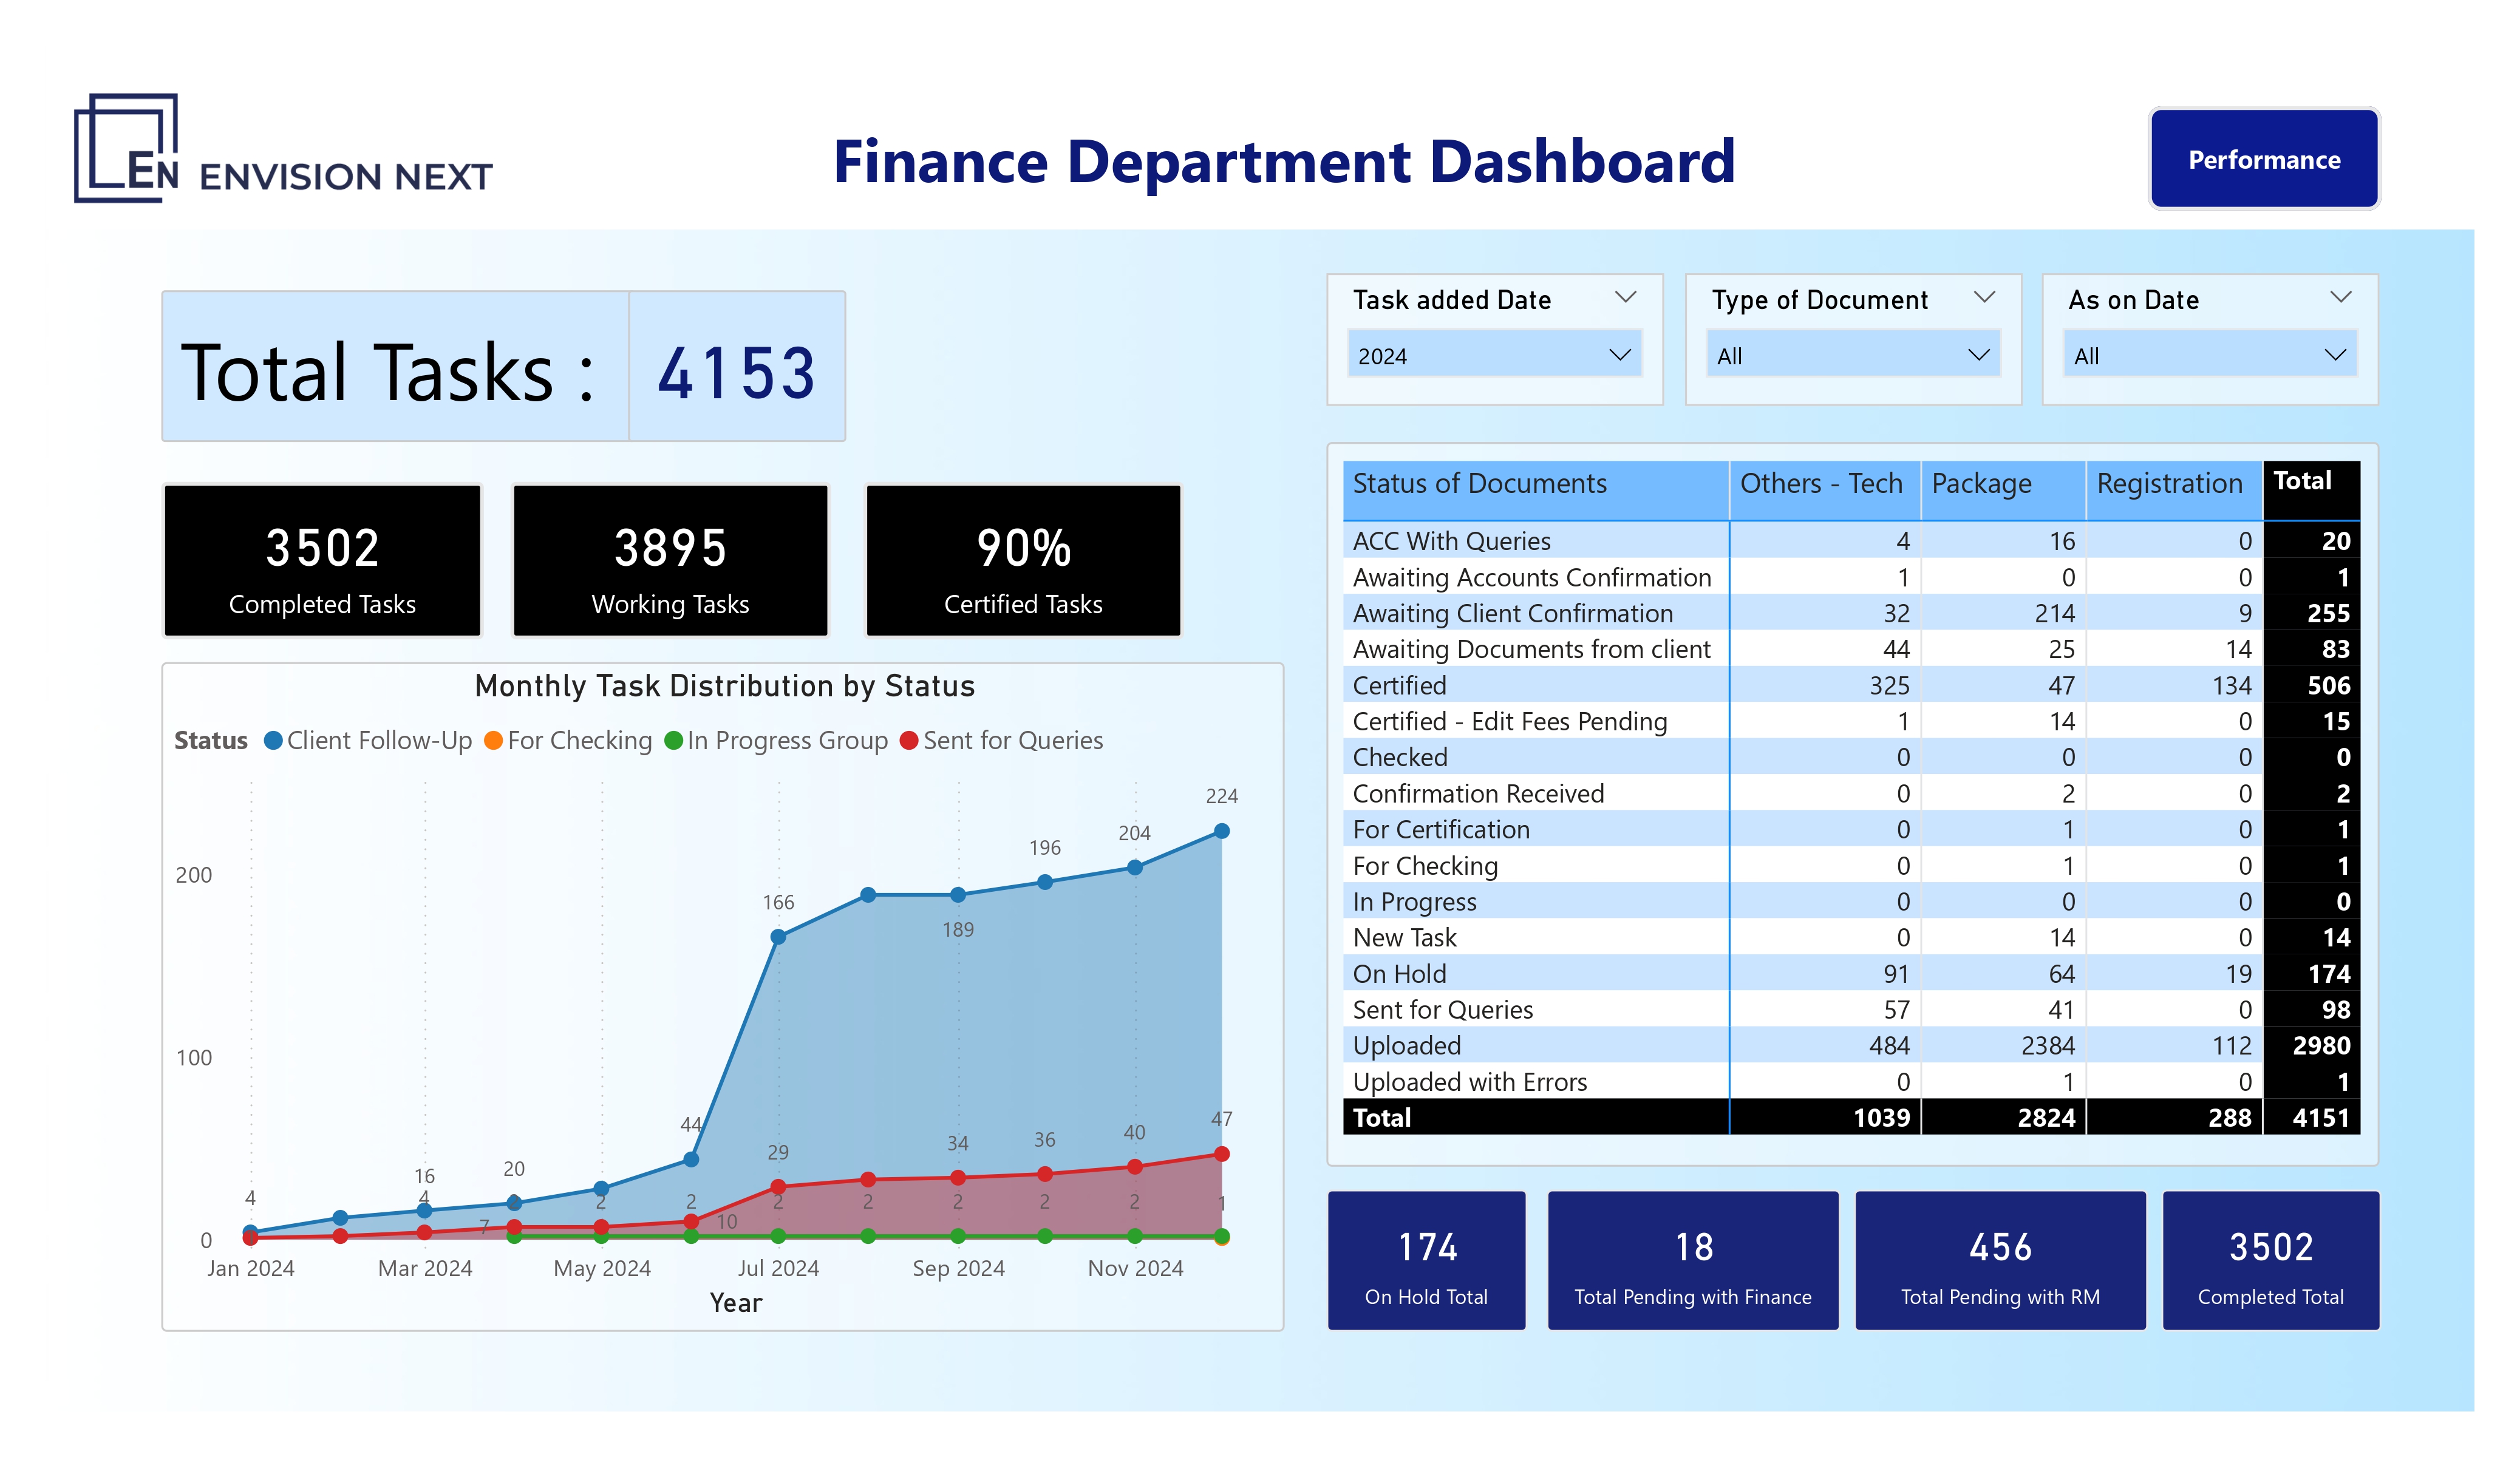 EN ENVISION NEXT
Finance Department Dashboard
Performance
Total Tasks : 4153
Task added Date
2024
Type of Document
All
As on Date
All
3502
Completed Tasks
3895
Working Tasks
90%
Certified Tasks
Monthly Task Distribution by Status
Status Client Follow-Up For Checking In Progress Group Sent for Queries
224
204
196
200
166
189
100
47
44
40
36
34
29
20
16
4 4 2 2 2 2 2 2 2 1
7 10
0
Jan 2024 Mar 2024 May 2024 Jul 2024 Sep 2024 Nov 2024
Year
Status of Documents Others - Tech Package Registration Total
ACC With Queries 4 16 0 20
Awaiting Accounts Confirmation 1 0 0 1
Awaiting Client Confirmation 32 214 9 255
Awaiting Documents from client 44 25 14 83
Certified 325 47 134 506
Certified - Edit Fees Pending 1 14 0 15
Checked 0 0 0 0
Confirmation Received 0 2 0 2
For Certification 0 1 0 1
For Checking 0 1 0 1
In Progress 0 0 0 0
New Task 0 14 0 14
On Hold 91 64 19 174
Sent for Queries 57 41 0 98
Uploaded 484 2384 112 2980
Uploaded with Errors 0 1 0 1
Total 1039 2824 288 4151
174
On Hold Total
18
Total Pending with Finance
456
Total Pending with RM
3502
Completed Total